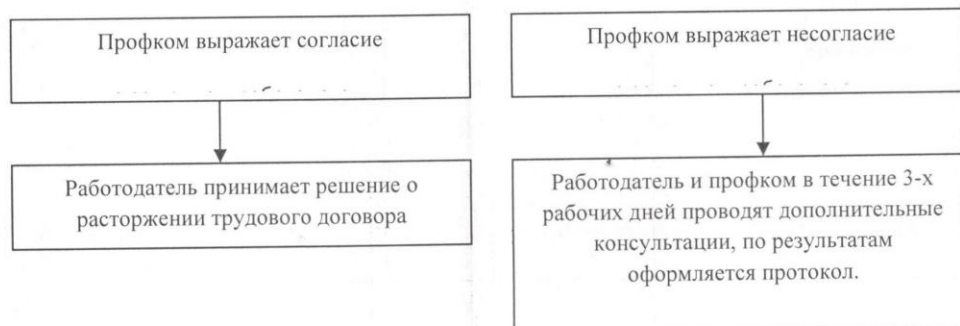 Профком выражает согласие
Работодатель принимает решение о
расторжении трудового договора
Профком выражает несогласие
Работодатель и профком в течение 3-х
рабочих дней проводят дополнительные
консультации, по результатам
оформляется протокол.